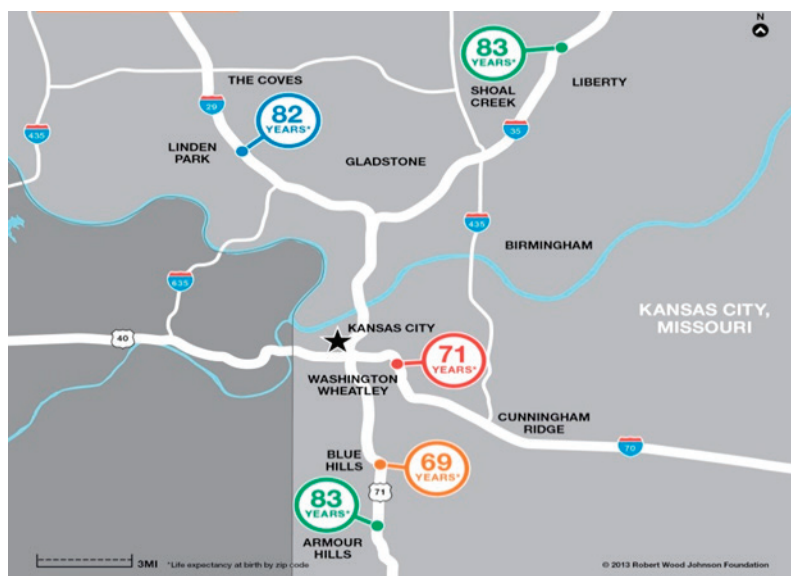 N
83
YEARS*
SHOAL
CREEK
LIBERTY
THE COVES
29
82
YEARS*
435
35
LINDEN
PARK
GLADSTONE
435
BIRMINGHAM
635
KANSAS CITY,
MISSOURI
40
KANSAS CITY
71
YEARS*
WASHINGTON
WHEATLEY
CUNNINGHAM
RIDGE
70
BLUE
HILLS
69
YEARS*
71
83
YEARS*
ARMOUR
HILLS
3MI
*Life expectancy at birth by zip code
© 2013 Robert Wood Johnson Foundation